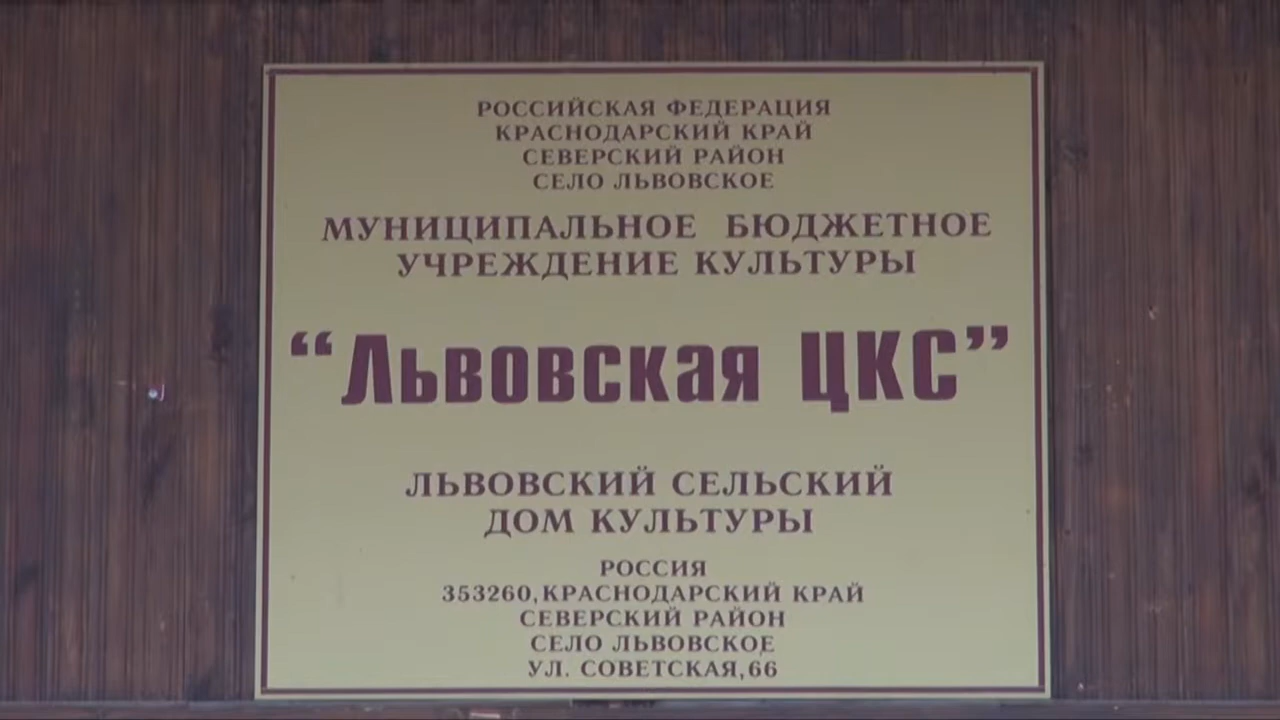 РОССИЙСКАЯ ФЕДЕРАЦИЯ
КРАСНОДАРСКИЙ КРАЙ
СЕВЕРСКИЙ РАЙОН
СЕЛО ЛЬВОВСКОЕ
МУНИЦИПАЛЬНОЕ БЮДЖЕТНОЕ
УЧРЕЖДЕНИЕ КУЛЬТУРЫ
“Львовская ЦКС”
ЛЬВОВСКИЙ СЕЛЬСКИЙ
ДОМ КУЛЬТУРЫ
РОССИЯ
353260,КРАСНОДАРСКИЙ КРАЙ
СЕВЕРСКИЙ РАЙОН
СЕЛО ЛЬВОВСКОЕ
УЛ. СОВЕТСКАЯ,66